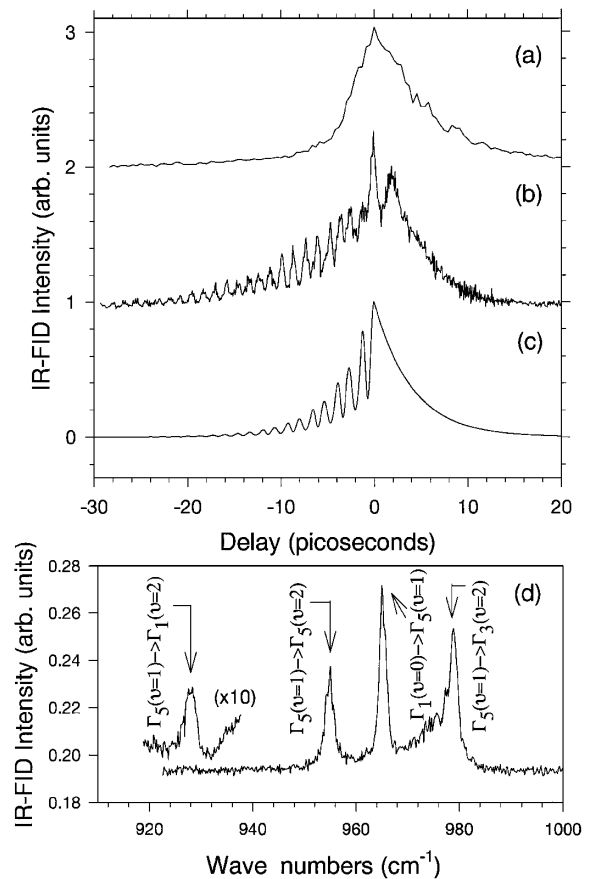 3
(a)
2
(b)
1
(c)
0
IR-FID Intensity (arb. units)
-30 -20 -10 0 10 20
Delay (picoseconds)
0.28
(d)
0.26
0.24
0.22
0.20
0.18
IR-FID Intensity (arb. units)
Γ5(υ=1)->Γ1(υ=2)
(x10)
Γ5(υ=1)->Γ5(υ=2)
Γ1(υ=0)->Γ5(υ=1)
Γ5(υ=1)->Γ3(υ=2)
920 940 960 980 1000
Wave numbers (cm-1)